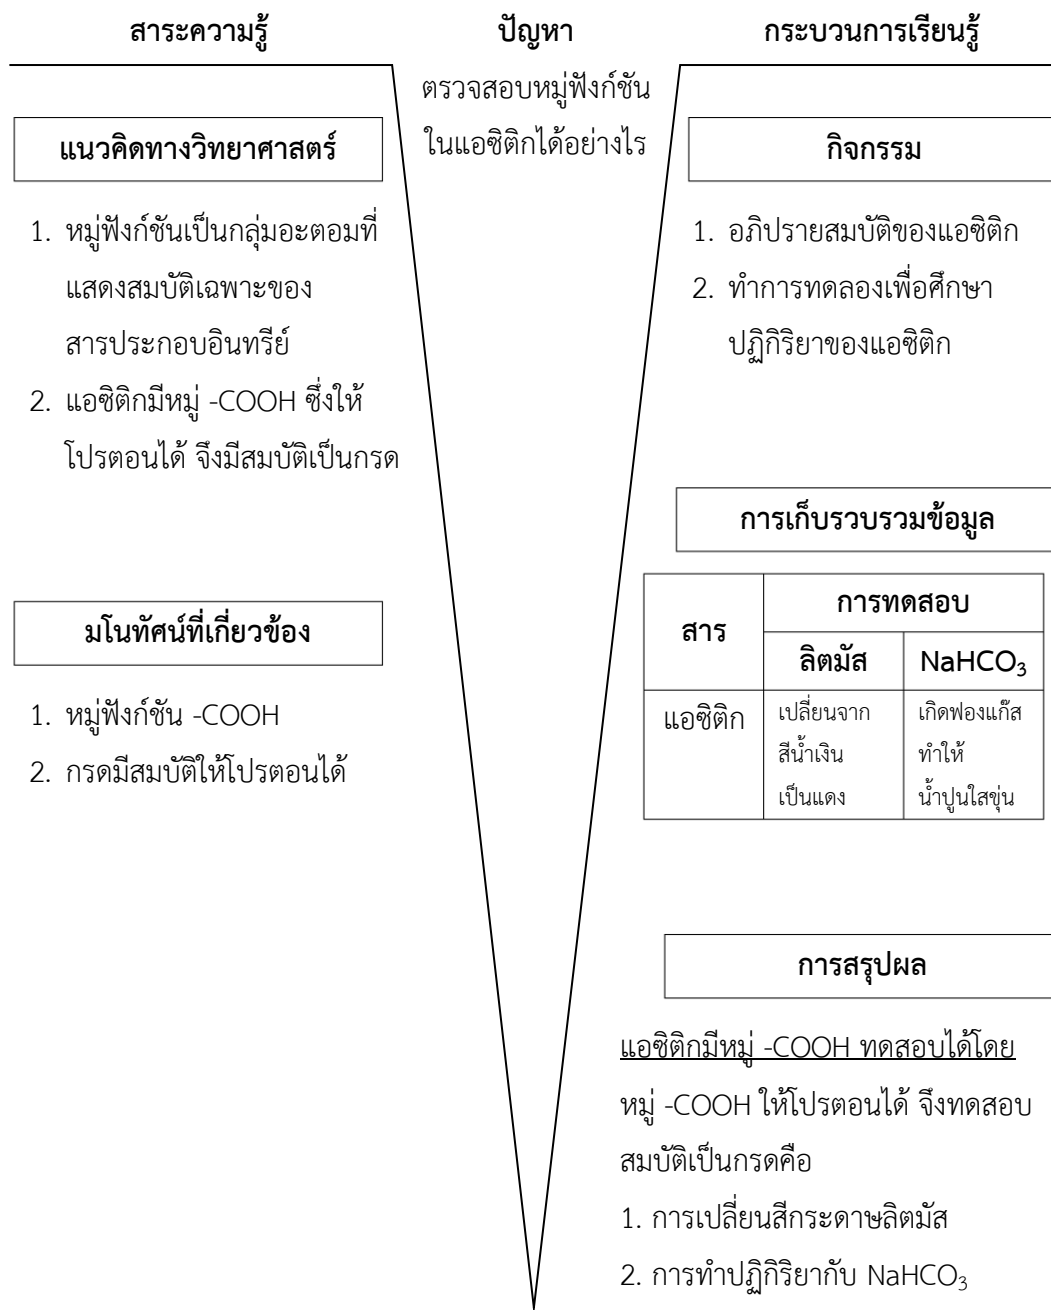 สาระความรู้
ปัญหา
กระบวนการเรียนรู้
ตรวจสอบหมู่ฟังก์ชัน
ในแอซิติกได้อย่างไร
แนวคิดทางวิทยาศาสตร์
1. หมู่ฟังก์ชันเป็นกลุ่มอะตอมที่
แสดงสมบัติเฉพาะของ
สารประกอบอินทรีย์
2. แอซิติกมีหมู่ -COOH ซึ่งให้
โปรตอนได้ จึงมีสมบัติเป็นกรด
มโนทัศน์ที่เกี่ยวข้อง
1. หมู่ฟังก์ชัน -COOH
2. กรดมีสมบัติให้โปรตอนได้
กิจกรรม
1. อภิปรายสมบัติของแอซิติก
2. ทำการทดลองเพื่อศึกษา
ปฏิกิริยาของแอซิติก
การเก็บรวบรวมข้อมูล
สาร
การทดสอบ
ลิตมัส
NaHCO₃
แอซิติก
เปลี่ยนจาก
สีน้ำเงิน
เป็นแดง
เกิดฟองแก๊ส
ทำให้
น้ำปูนใสขุ่น
การสรุปผล
แอซิติกมีหมู่ -COOH ทดสอบได้โดย
หมู่ -COOH ให้โปรตอนได้ จึงทดสอบ
สมบัติเป็นกรดคือ
1. การเปลี่ยนสีกระดาษลิตมัส
2. การทำปฏิกิริยากับ NaHCO₃